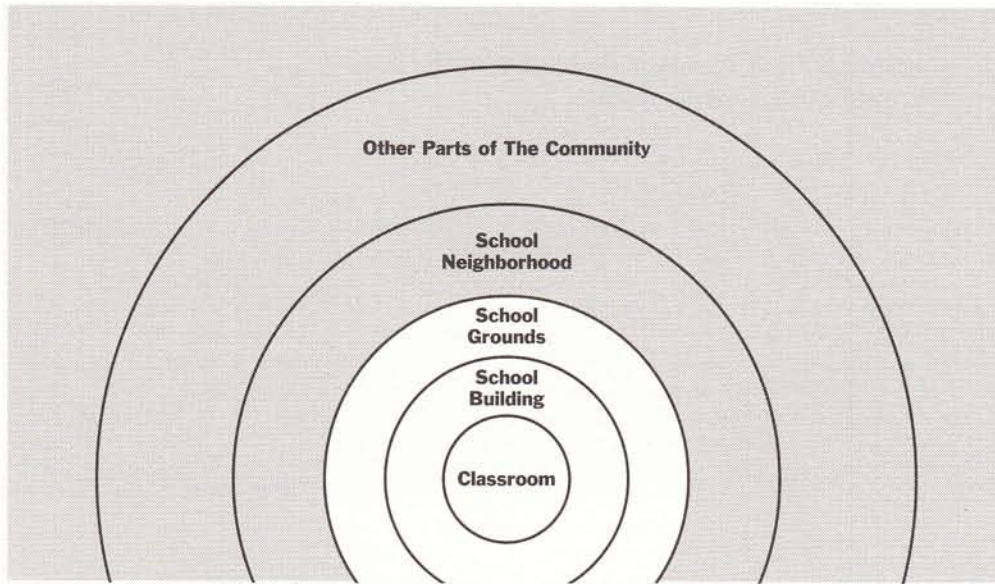 Other Parts of The Community
School
Neighborhood
School
Grounds
School
Building
Classroom